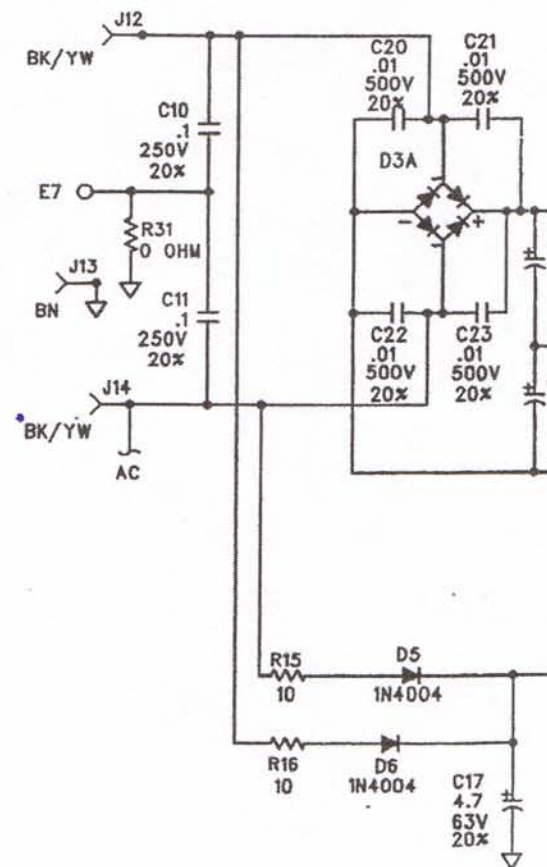 J12
BK/YW
C10
.1
250V
20%
E7
R31
0 OHM
J13
BN
C11
.1
250V
20%
J14
BK/YW
AC
C20
.01
500V
20%
C21
.01
500V
20%
D3A
-
+
C22
.01
500V
20%
C23
.01
500V
20%
+
+
R15
10
D5
1N4004
R16
10
D6
1N4004
C17
4.7
63V
20%
+